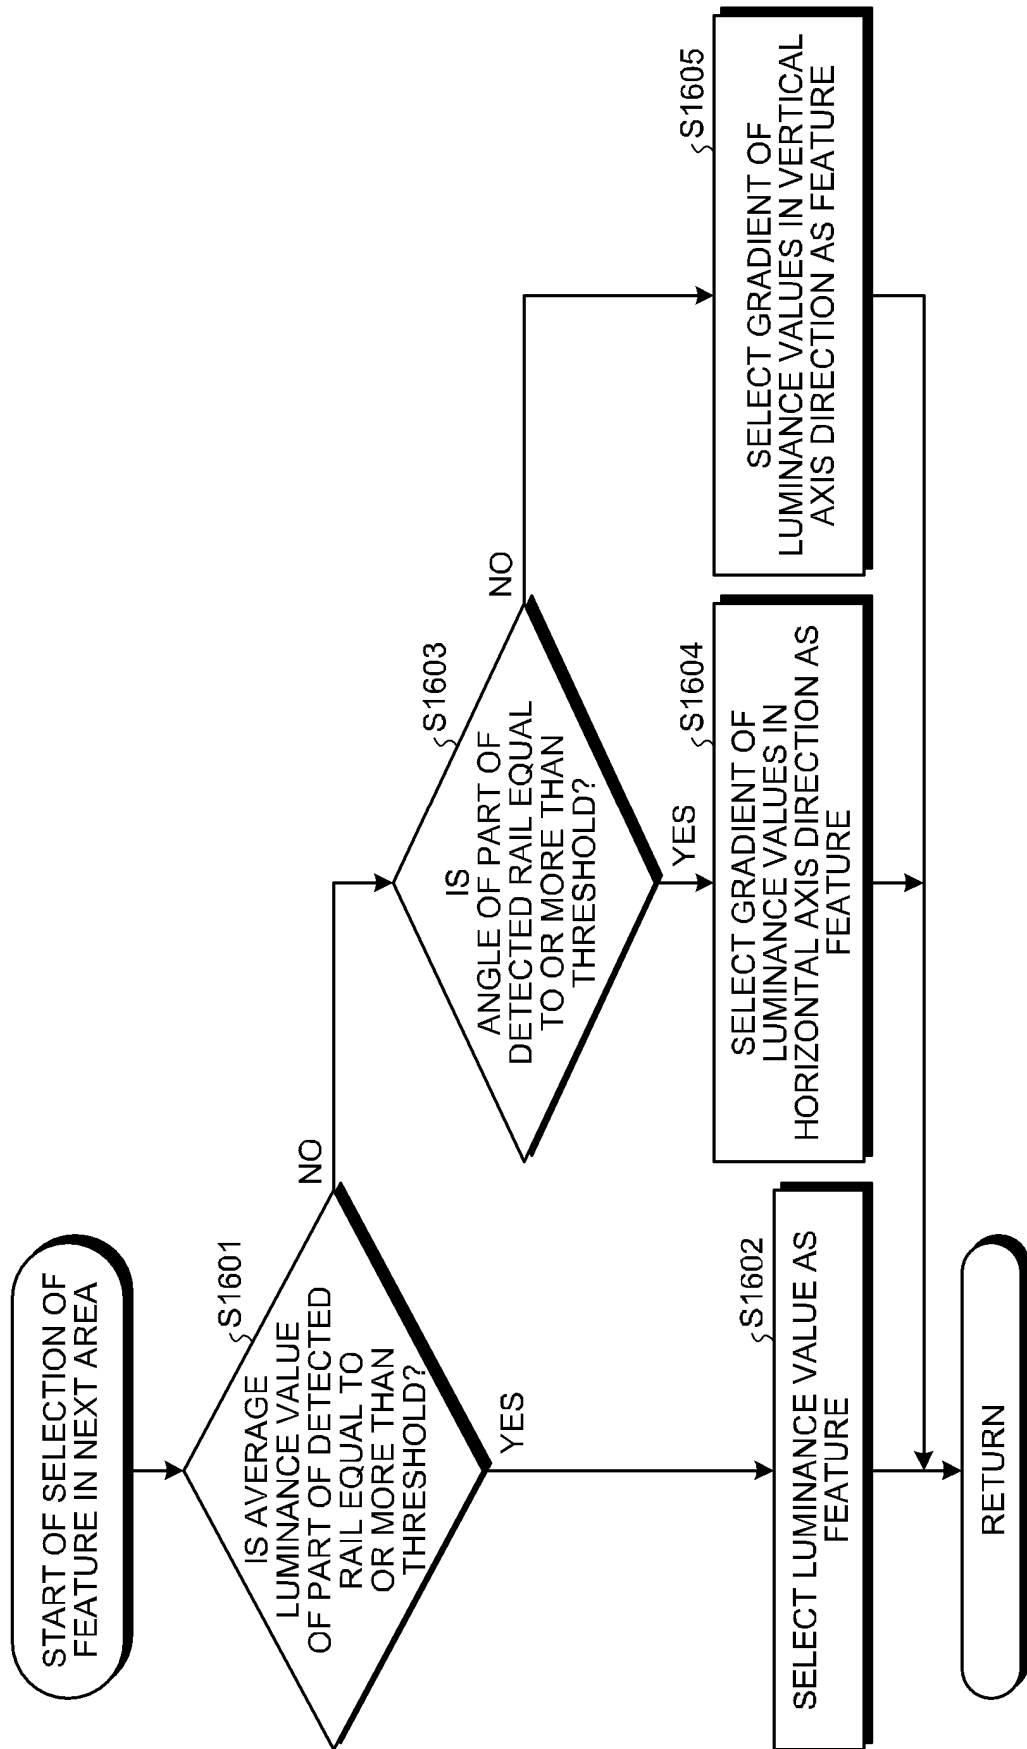 START OF SELECTION OF
FEATURE IN NEXT AREA
S1601
IS AVERAGE
LUMINANCE VALUE
OF PART OF DETECTED
RAIL EQUAL TO
OR MORE THAN
THRESHOLD?
NO
YES
S1602
SELECT LUMINANCE VALUE AS
FEATURE
S1603
IS
ANGLE OF PART OF
DETECTED RAIL EQUAL
TO OR MORE THAN
THRESHOLD?
NO
YES
S1604
SELECT GRADIENT OF
LUMINANCE VALUES IN
HORIZONTAL AXIS DIRECTION AS
FEATURE
S1605
SELECT GRADIENT OF
LUMINANCE VALUES IN VERTICAL
AXIS DIRECTION AS FEATURE
RETURN